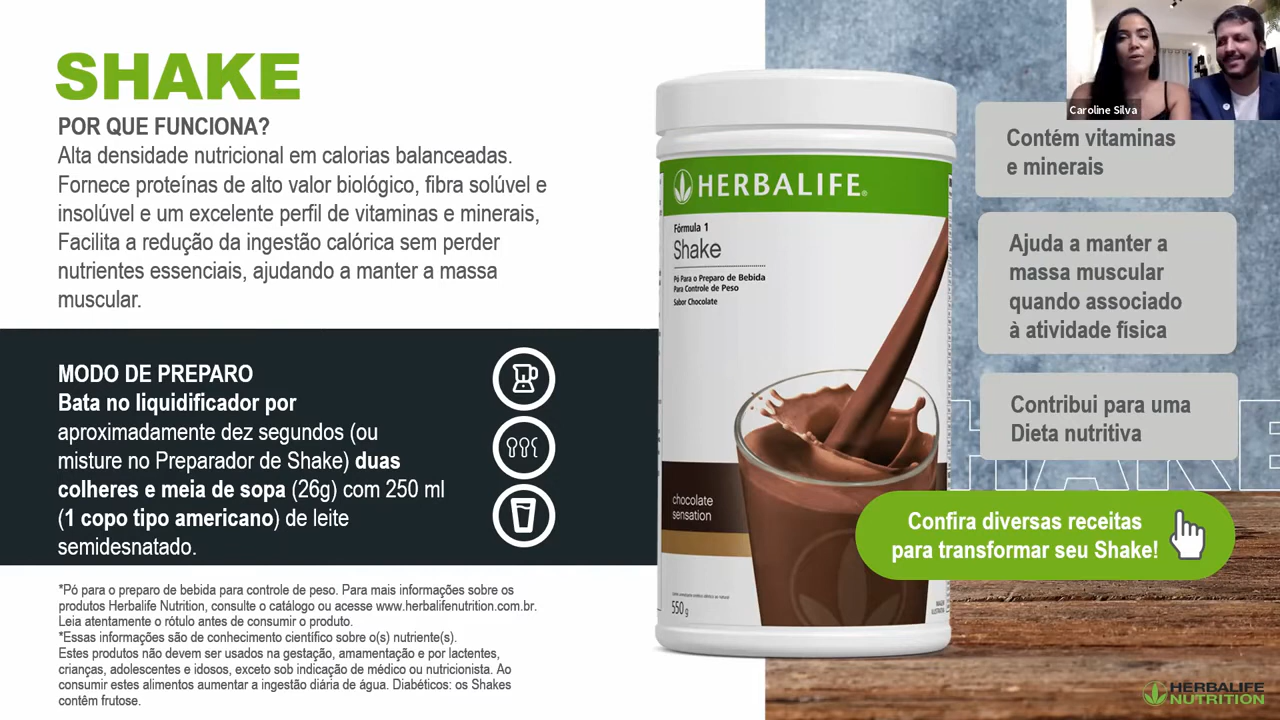 SHAKE
POR QUE FUNCIONA?
Alta densidade nutricional em calorias balanceadas.
Fornece proteínas de alto valor biológico, fibra solúvel e
insolúvel e um excelente perfil de vitaminas e minerais,
Facilita a redução da ingestão calórica sem perder
nutrientes essenciais, ajudando a manter a massa
muscular.
MODO DE PREPARO
Bata no liquidificador por
aproximadamente dez segundos (ou
misture no Preparador de Shake) duas
colheres e meia de sopa (26g) com 250 ml
(1 copo tipo americano) de leite
semidesnatado.
*Pó para o preparo de bebida para controle de peso. Para mais informações sobre os
produtos Herbalife Nutrition, consulte o catálogo ou acesse www.herbalifenutrition.com.br.
Leia atentamente o rótulo antes de consumir o produto.
*Essas informações são de conhecimento científico sobre o(s) nutriente(s).
Estes produtos não devem ser usados na gestação, amamentação e por lactentes,
crianças, adolescentes e idosos, exceto sob indicação de médico ou nutricionista. Ao
consumir estes alimentos aumentar a ingestão diária de água. Diabéticos: os Shakes
contêm frutose.
HERBALIFE
Fórmula 1
Shake
Pó Para o Preparo de Bebida
Para Controle de Peso
Sabor Chocolate
chocolate
sensation
550 g
Caroline Silva
Contém vitaminas
e minerais
Ajuda a manter a
massa muscular
quando associado
à atividade física
Contribui para uma
Dieta nutritiva
Confira diversas receitas
para transformar seu Shake!
HERBALIFE
NUTRITION